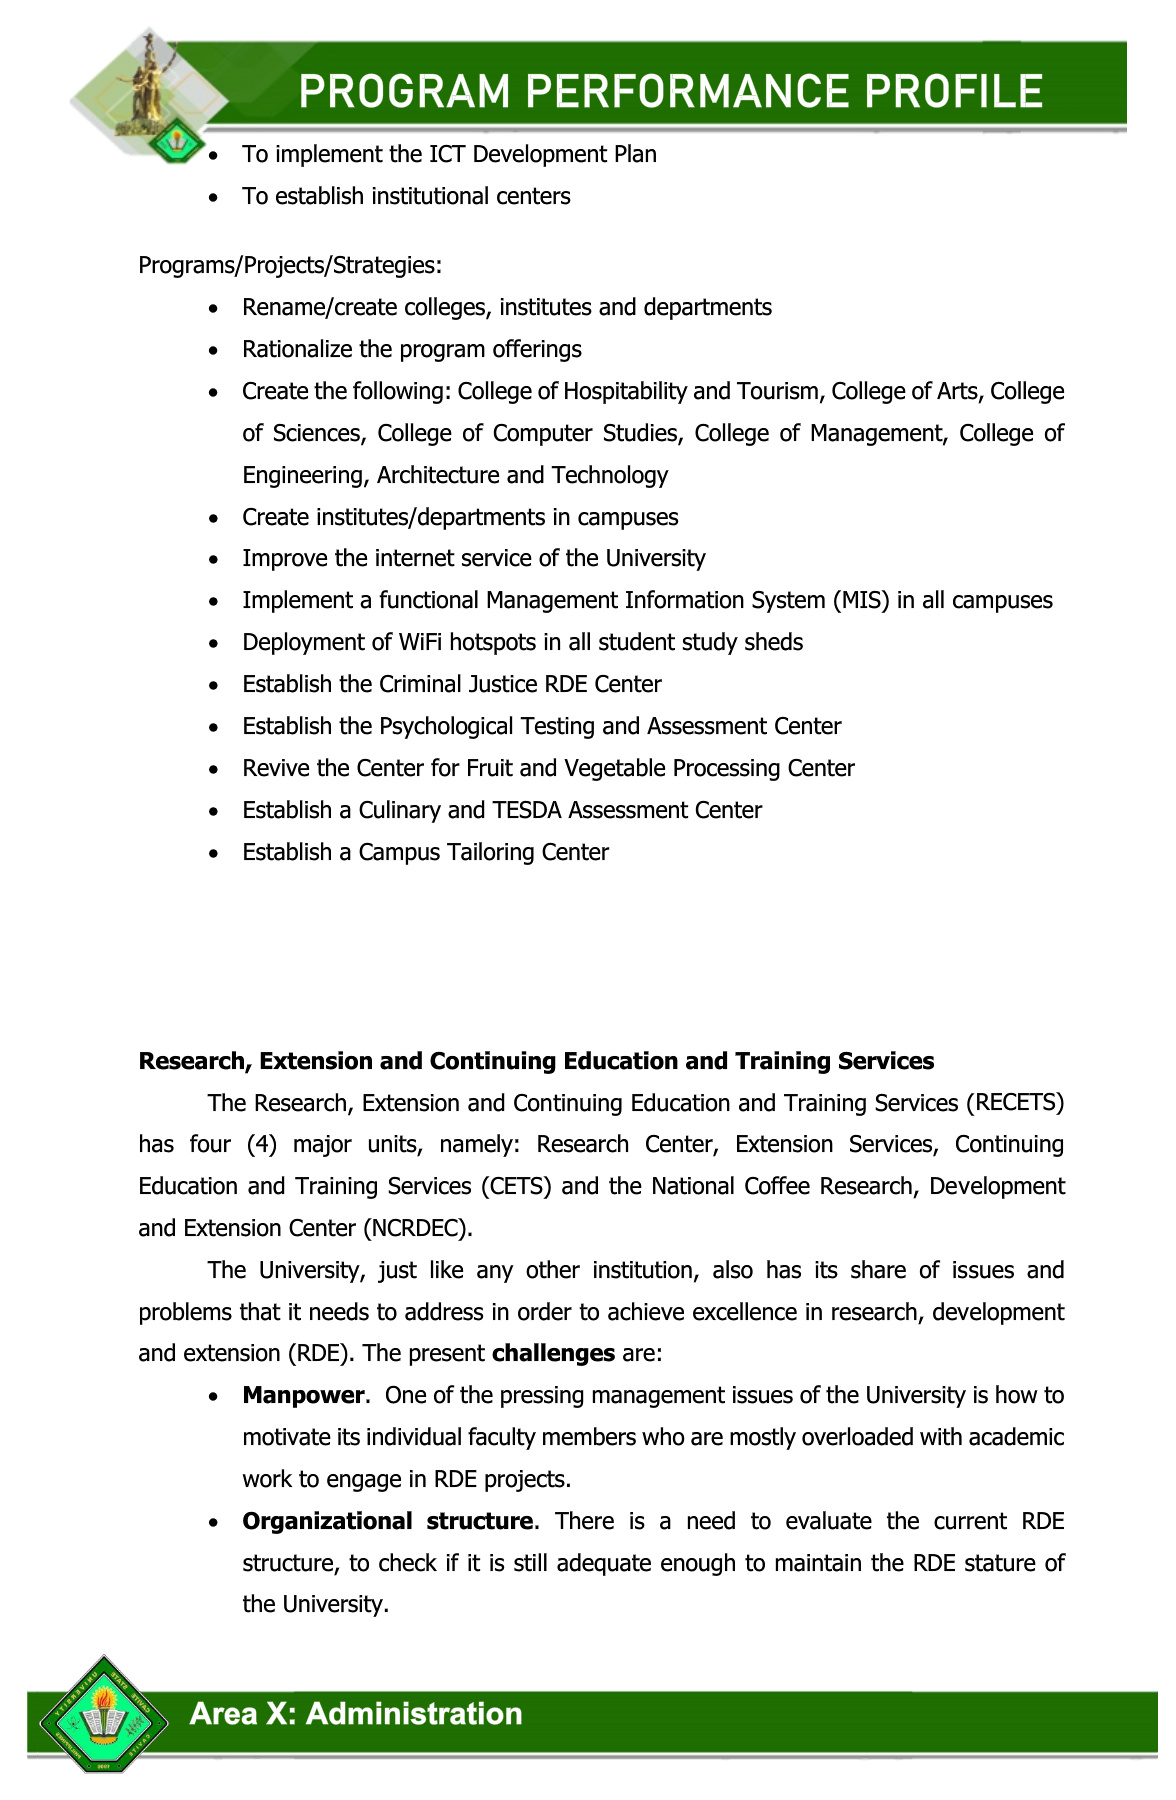 PROGRAM PERFORMANCE PROFILE
• To implement the ICT Development Plan
• To establish institutional centers
Programs/Projects/Strategies:
• Rename/create colleges, institutes and departments
• Rationalize the program offerings
• Create the following: College of Hospitability and Tourism, College of Arts, College
of Sciences, College of Computer Studies, College of Management, College of
Engineering, Architecture and Technology
• Create institutes/departments in campuses
• Improve the internet service of the University
• Implement a functional Management Information System (MIS) in all campuses
• Deployment of WiFi hotspots in all student study sheds
• Establish the Criminal Justice RDE Center
• Establish the Psychological Testing and Assessment Center
• Revive the Center for Fruit and Vegetable Processing Center
• Establish a Culinary and TESDA Assessment Center
• Establish a Campus Tailoring Center
Research, Extension and Continuing Education and Training Services
The Research, Extension and Continuing Education and Training Services (RECETS)
has four (4) major units, namely: Research Center, Extension Services, Continuing
Education and Training Services (CETS) and the National Coffee Research, Development
and Extension Center (NCRDEC).
The University, just like any other institution, also has its share of issues and
problems that it needs to address in order to achieve excellence in research, development
and extension (RDE). The present challenges are:
• Manpower. One of the pressing management issues of the University is how to
motivate its individual faculty members who are mostly overloaded with academic
work to engage in RDE projects.
• Organizational structure. There is a need to evaluate the current RDE
structure, to check if it is still adequate enough to maintain the RDE stature of
the University.
CAVITE STATE UNIVERSITY
Area X: Administration